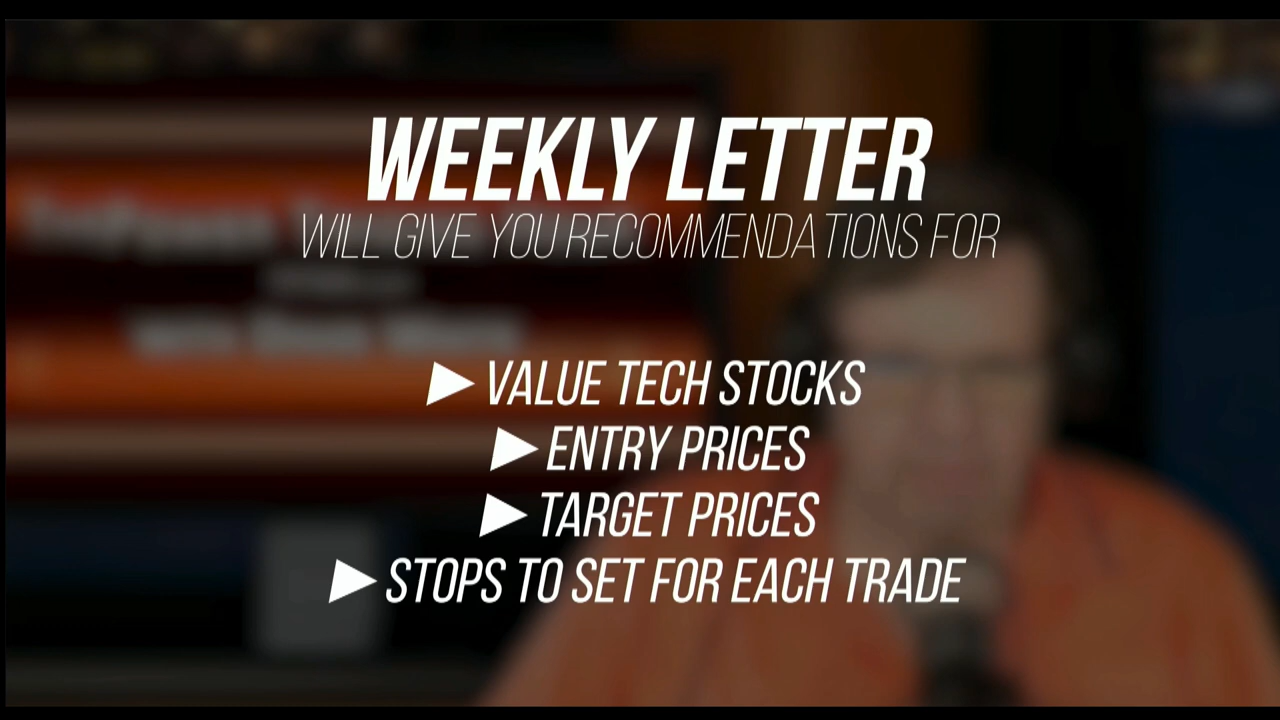 WEEKLY LETTER
WILL GIVE YOU RECOMMENDATIONS FOR
▶ VALUE TECH STOCKS
▶ ENTRY PRICES
▶ TARGET PRICES
▶ STOPS TO SET FOR EACH TRADE